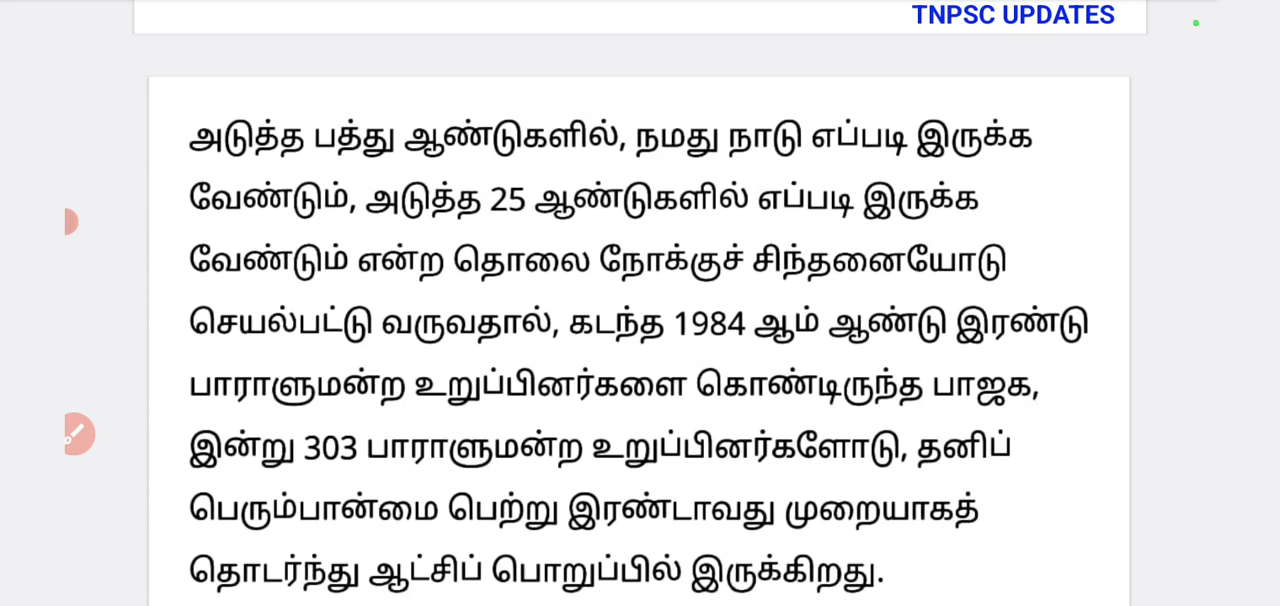 TNPSC UPDATES
அடுத்த பத்து ஆண்டுகளில், நமது நாடு எப்படி இருக்க
வேண்டும், அடுத்த 25 ஆண்டுகளில் எப்படி இருக்க
வேண்டும் என்ற தொலை நோக்குச் சிந்தனையோடு
செயல்பட்டு வருவதால், கடந்த 1984 ஆம் ஆண்டு இரண்டு
பாராளுமன்ற உறுப்பினர்களை கொண்டிருந்த பாஜக,
இன்று 303 பாராளுமன்ற உறுப்பினர்களோடு, தனிப்
பெரும்பான்மை பெற்று இரண்டாவது முறையாகத்
தொடர்ந்து ஆட்சிப் பொறுப்பில் இருக்கிறது.